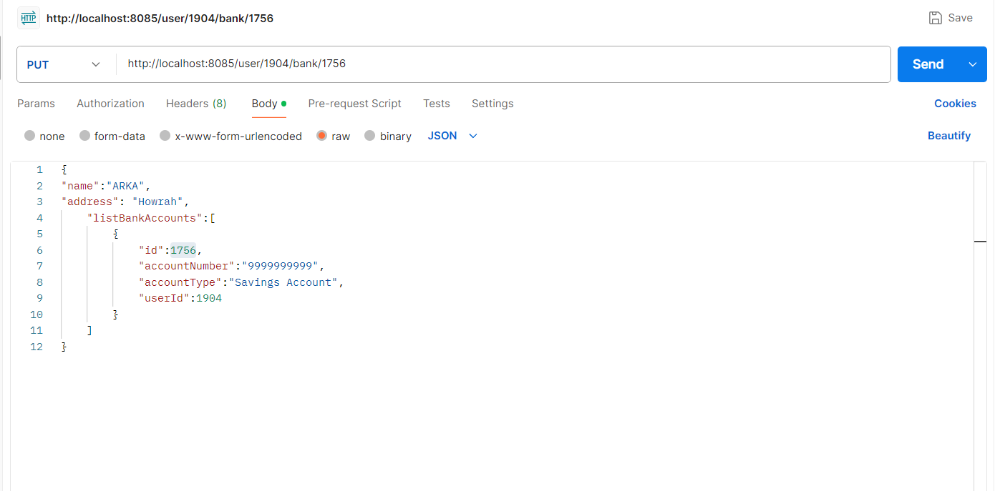 HTTP http://localhost:8085/user/1904/bank/1756 Save
PUT http://localhost:8085/user/1904/bank/1756 Send
Params Authorization Headers (8) Body Pre-request Script Tests Settings Cookies
none form-data x-www-form-urlencoded raw binary JSON Beautify
1 {
2 "name":"ARKA",
3 "address": "Howrah",
4 "listBankAccounts":[
5 {
6 "id":1756,
7 "accountNumber":"9999999999",
8 "accountType":"Savings Account",
9 "userId":1904
10 }
11 ]
12 }